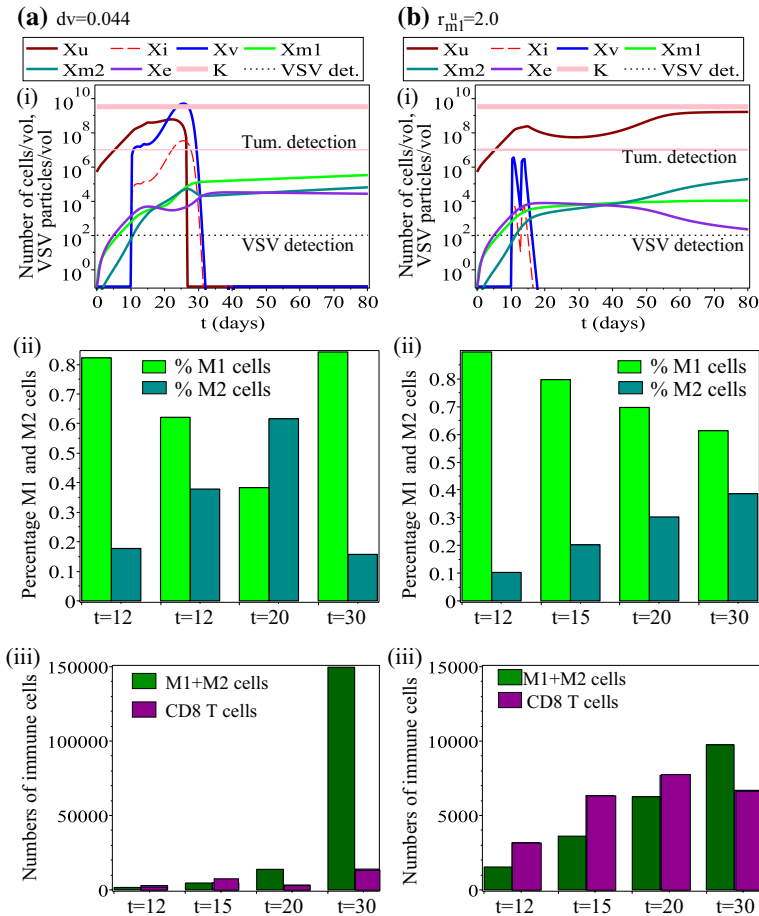 (a) dv=0.044
Xu Xi Xv Xm1
Xm2 Xe K VSV det.
(i)
Number of cells/vol,
VSV particles/vol
10^10
10^8
10^6
10^4
10^2
10^0
Tum. detection
VSV detection
0 10 20 30 40 50 60 70 80
t (days)
(b) r_m1^u=2.0
Xu Xi Xv Xm1
Xm2 Xe K VSV det.
(i)
Number of cells/vol,
VSV particles/vol
10^10
10^8
10^6
10^4
10^2
10^0
Tum. detection
VSV detection
0 10 20 30 40 50 60 70 80
t (days)
(ii)
Percentage M1 and M2 cells
% M1 cells
% M2 cells
0.8
0.7
0.6
0.5
0.4
0.3
0.2
0.1
0
t=12 t=12 t=20 t=30
(ii)
Percentage M1 and M2 cells
% M1 cells
% M2 cells
0.8
0.7
0.6
0.5
0.4
0.3
0.2
0.1
0
t=12 t=15 t=20 t=30
(iii)
Numbers of immune cells
M1+M2 cells
CD8 T cells
150000
100000
50000
0
t=12 t=15 t=20 t=30
(iii)
Numbers of immune cells
M1+M2 cells
CD8 T cells
15000
10000
5000
0
t=12 t=15 t=20 t=30